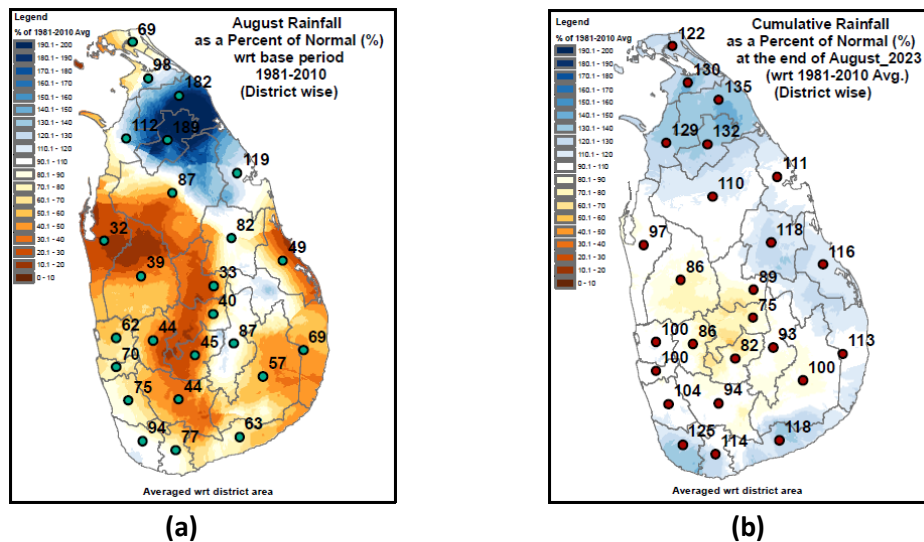 Legend
% of 1981-2010 Avg
190.1 - 200
180.1 - 190
170.1 - 180
160.1 - 170
150.1 - 160
140.1 - 150
130.1 - 140
120.1 - 130
110.1 - 120
90.1 - 110
80.1 - 90
70.1 - 80
60.1 - 70
50.1 - 60
40.1 - 50
30.1 - 40
20.1 - 30
10.1 - 20
0 - 10
August Rainfall
as a Percent of Normal (%)
wrt base period
1981-2010
(District wise)
69
98
182
112
189
119
87
32
82
49
39
33
40
62
44
45
87
69
70
57
75
44
94
77
63
Averaged wrt district area
(a)
Legend
% of 1981-2010 Avg
190.1 - 200
180.1 - 190
170.1 - 180
160.1 - 170
150.1 - 160
140.1 - 150
130.1 - 140
120.1 - 130
110.1 - 120
90.1 - 110
80.1 - 90
70.1 - 80
60.1 - 70
50.1 - 60
40.1 - 50
30.1 - 40
20.1 - 30
10.1 - 20
0 - 10
Cumulative Rainfall
as a Percent of Normal (%)
at the end of August_2023
(wrt 1981-2010 Avg.)
(District wise)
122
130
135
129
132
111
110
97
118
116
86
89
75
100
86
82
93
113
100
100
104
94
125
114
118
Averaged wrt district area
(b)